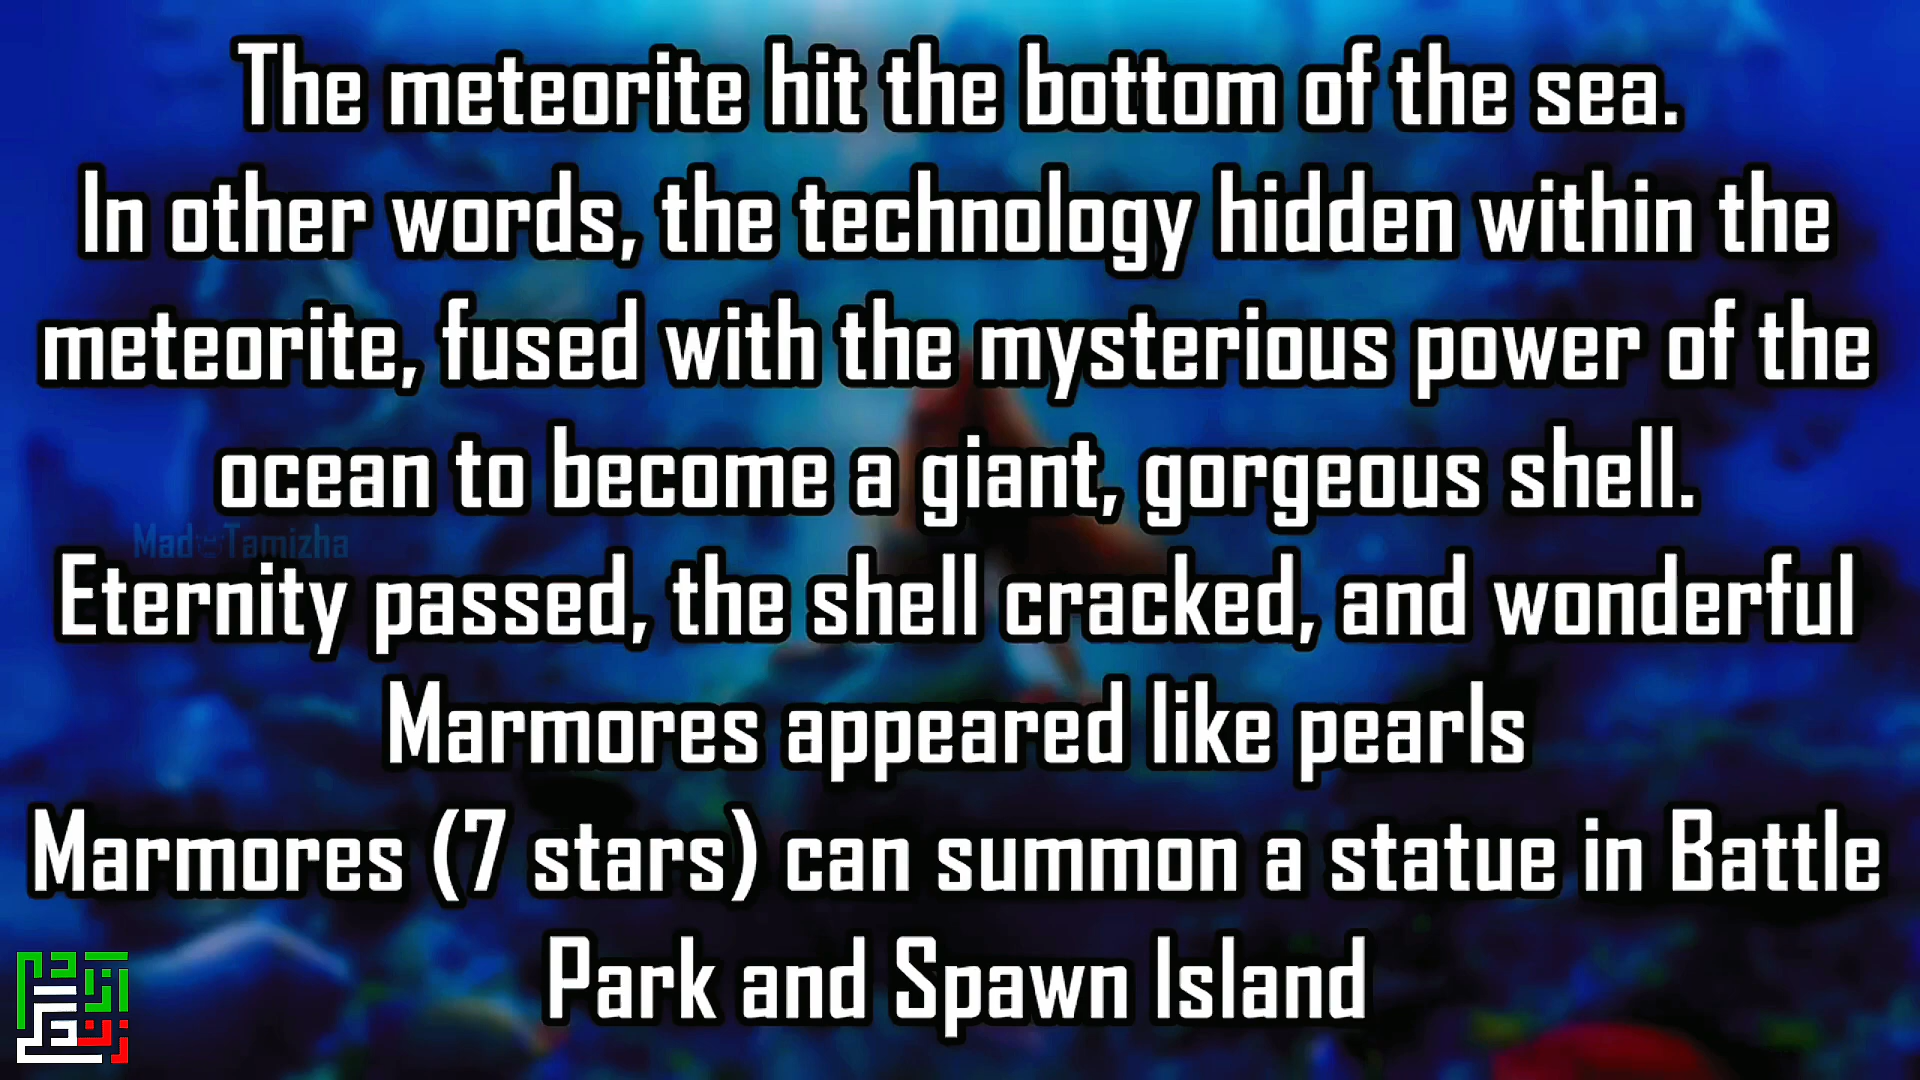 The meteorite hit the bottom of the sea.
In other words, the technology hidden within the
meteorite, fused with the mysterious power of the
ocean to become a giant, gorgeous shell.
Mad Tamizha
Eternity passed, the shell cracked, and wonderful
Marmores appeared like pearls
Marmores (7 stars) can summon a statue in Battle
Park and Spawn Island